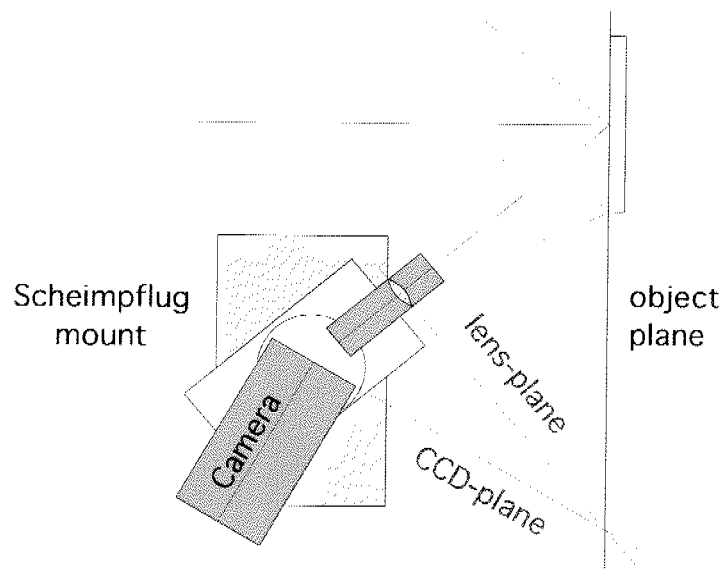 Scheimpflug
mount
Camera
lens-plane
CCD-plane
object
plane